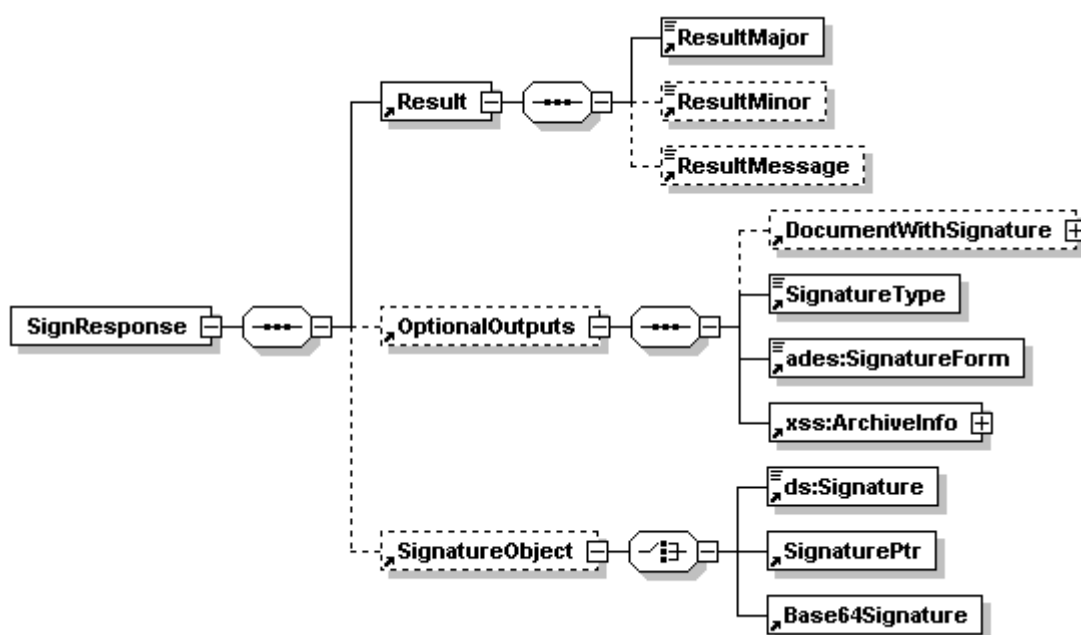 ResultMajor
Result
ResultMinor
ResultMessage
DocumentWithSignature
SignatureType
SignResponse
OptionalOutputs
ades:SignatureForm
xss:ArchiveInfo
ds:Signature
SignatureObject
SignaturePtr
Base64Signature